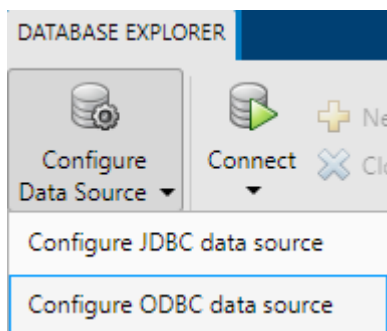 DATABASE EXPLORER
Configure
Data Source
Connect
Configure JDBC data source
Configure ODBC data source